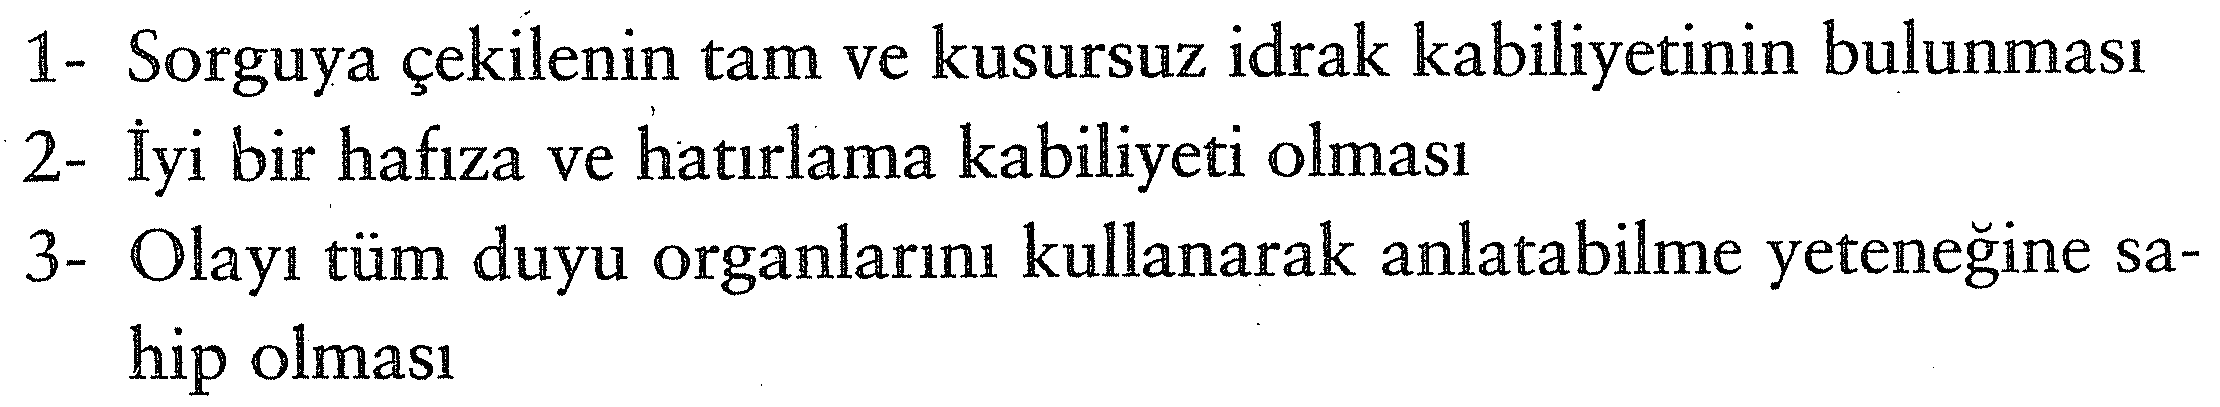 1- Sorguya çekilenin tam ve kusursuz idrak kabiliyetinin bulunması
2- İyi bir hafıza ve hatırlama kabiliyeti olması
3- Olayı tüm duyu organlarını kullanarak anlatabilme yeteneğine sa-
hip olması